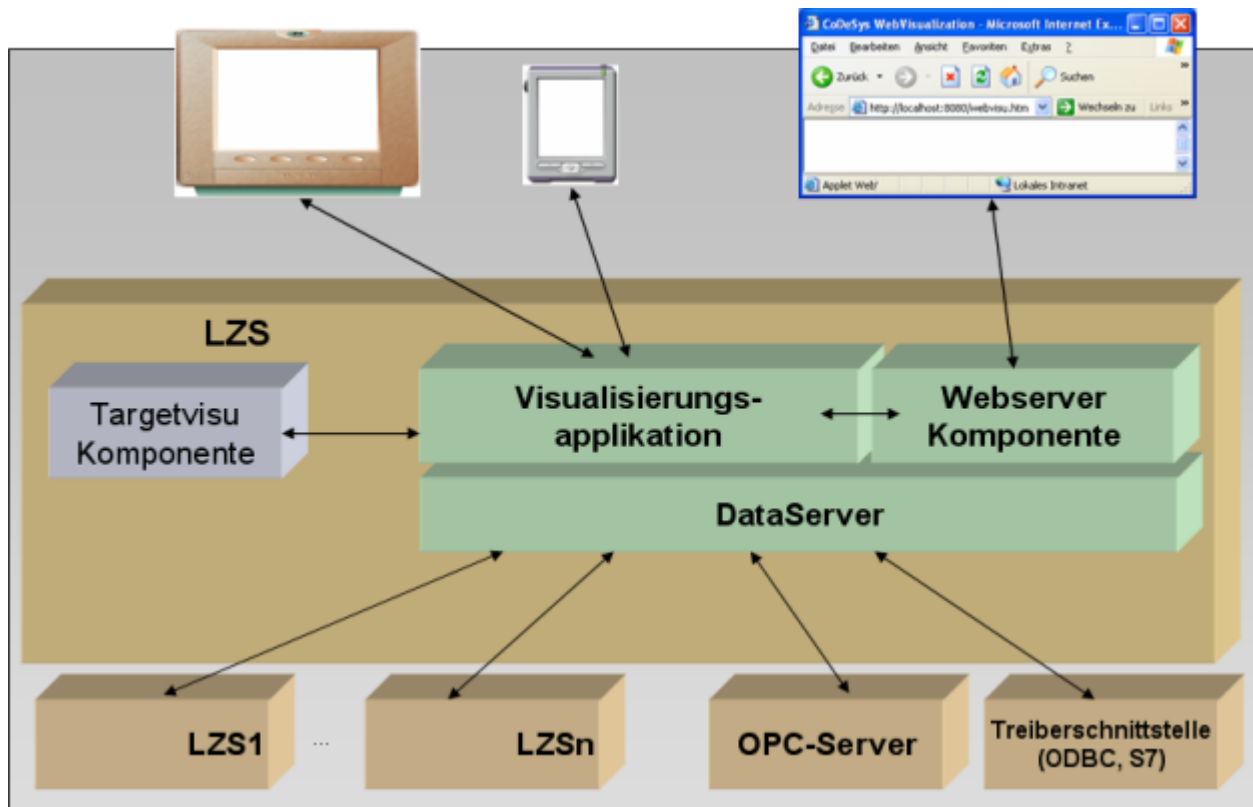 CoDeSys WebVisualization - Microsoft Internet Ex...
Datei Bearbeiten Ansicht Favoriten Extras ?
Zurück Suchen
Adresse http://localhost:8080/webvisu.htm Wechseln zu Links »
Applet Web/ Lokales Intranet
LZS
Targetvisu
Komponente
Visualisierungs-
applikation
Webserver
Komponente
DataServer
LZS1
...
LZSn
OPC-Server
Treiberschnittstelle
(ODBC, S7)